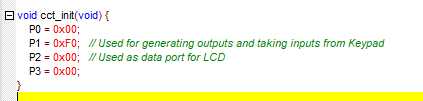 void cct_init(void) {
P0 = 0x00;
P1 = 0xF0; // Used for generating outputs and taking inputs from Keypad
P2 = 0x00; // Used as data port for LCD
P3 = 0x00;
}